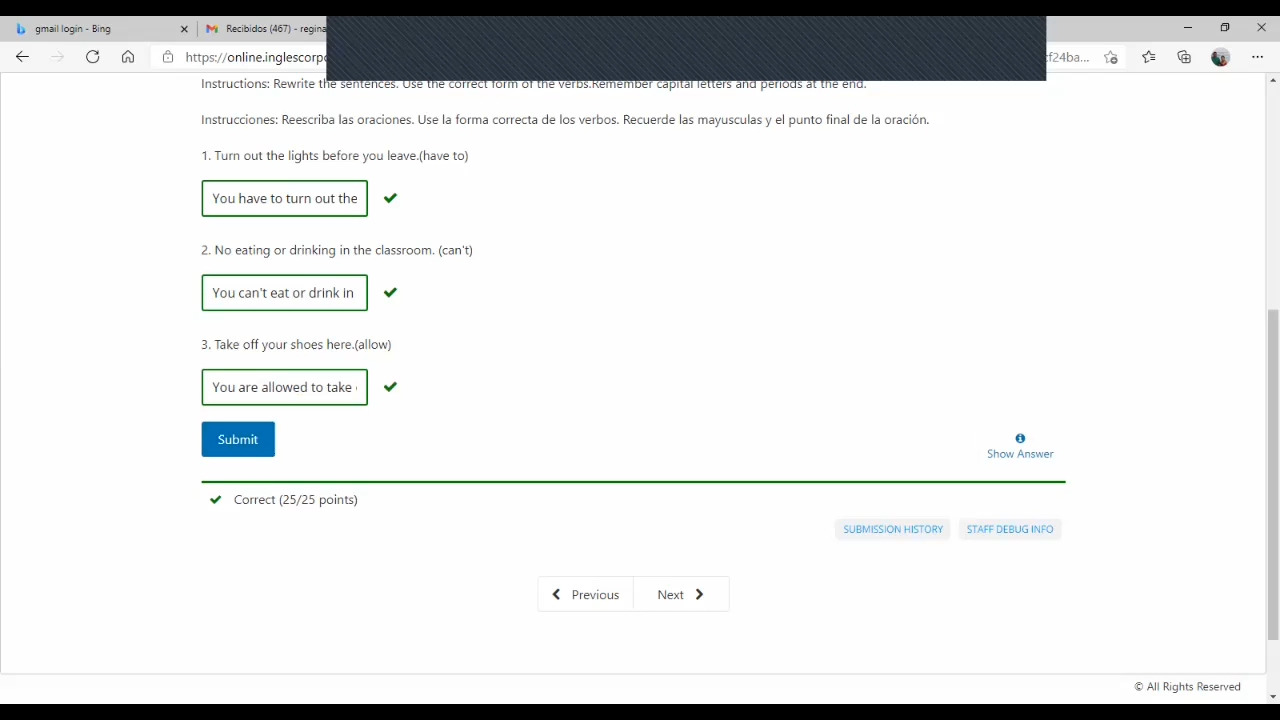 gmail login - Bing
Recibidos (467) - regina
https://online.inglescorpo
cf24ba...
Instructions: Rewrite the sentences. Use the correct form of the verbs.Remember capital letters and periods at the end.
Instrucciones: Reescriba las oraciones. Use la forma correcta de los verbos. Recuerde las mayusculas y el punto final de la oración.
1. Turn out the lights before you leave.(have to)
You have to turn out the
2. No eating or drinking in the classroom. (can't)
You can't eat or drink in
3. Take off your shoes here.(allow)
You are allowed to take
Submit
Show Answer
Correct (25/25 points)
SUBMISSION HISTORY
STAFF DEBUG INFO
Previous
Next
© All Rights Reserved